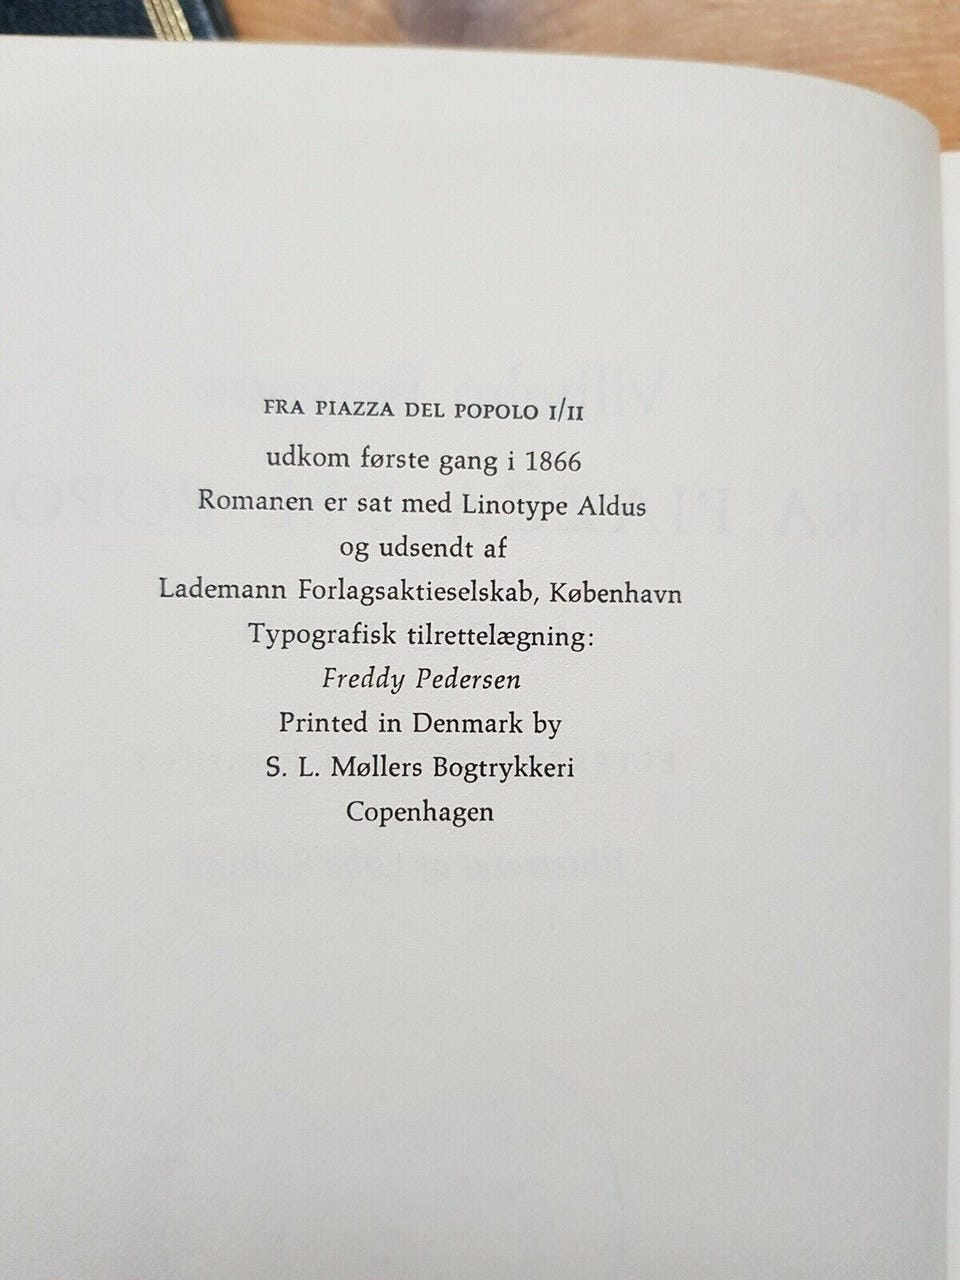 FRA PIAZZA DEL POPOLO I/II
udkom første gang i 1866
Romanen er sat med Linotype Aldus
og udsendt af
Lademann Forlagsaktieselskab, København
Typografisk tilrettelægning:
Freddy Pedersen
Printed in Denmark by
S. L. Møllers Bogtrykkeri
Copenhagen